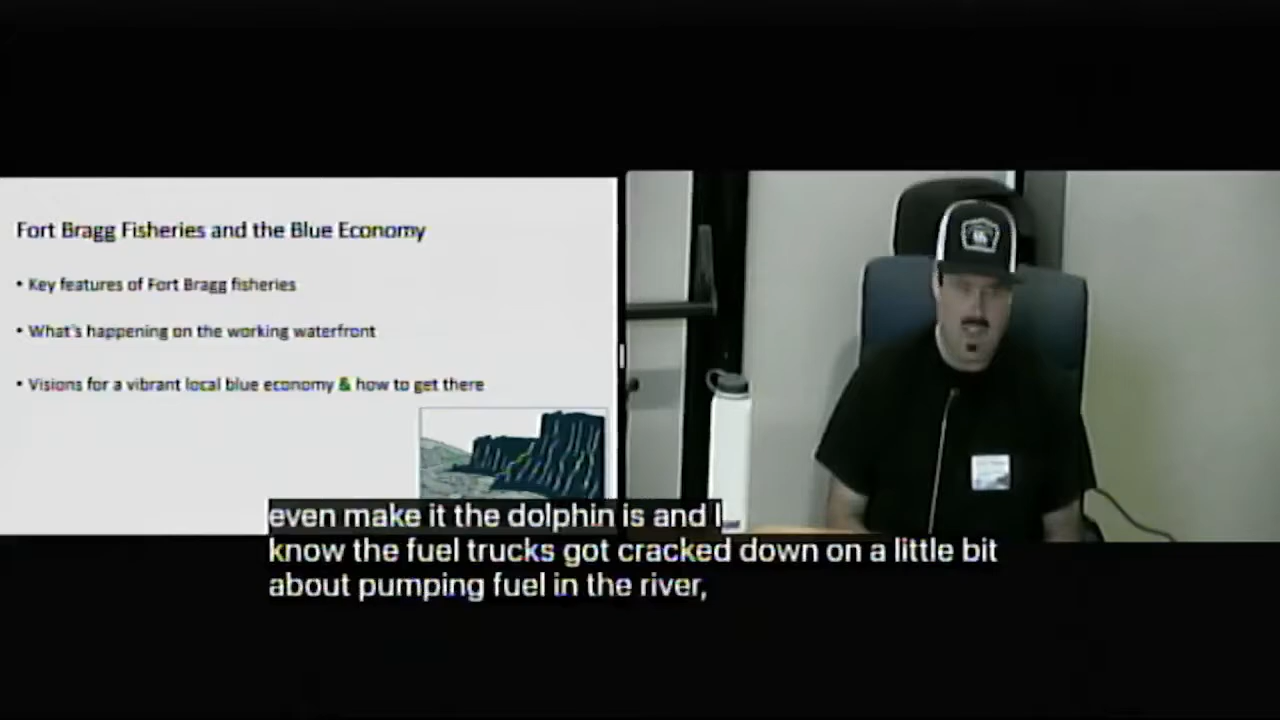 Fort Bragg Fisheries and the Blue Economy
• Key features of Fort Bragg fisheries
• What's happening on the working waterfront
• Visions for a vibrant local blue economy & how to get there
even make it the dolphin is and I
know the fuel trucks got cracked down on a little bit
about pumping fuel in the river,